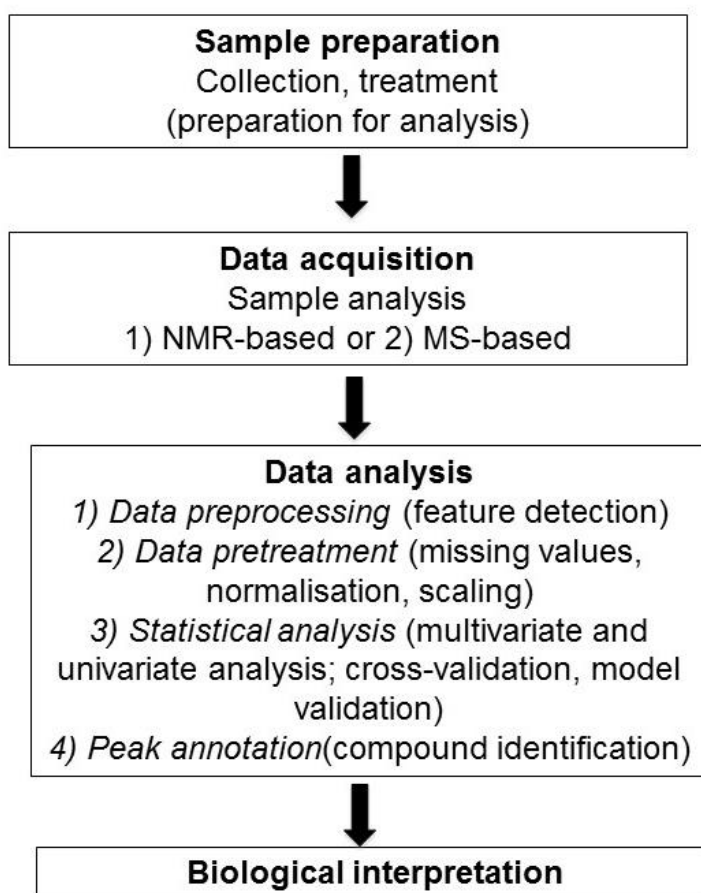 Sample preparation
Collection, treatment
(preparation for analysis)
Data acquisition
Sample analysis
1) NMR-based or 2) MS-based
Data analysis
1) Data preprocessing (feature detection)
2) Data pretreatment (missing values,
normalisation, scaling)
3) Statistical analysis (multivariate and
univariate analysis; cross-validation, model
validation)
4) Peak annotation(compound identification)
Biological interpretation